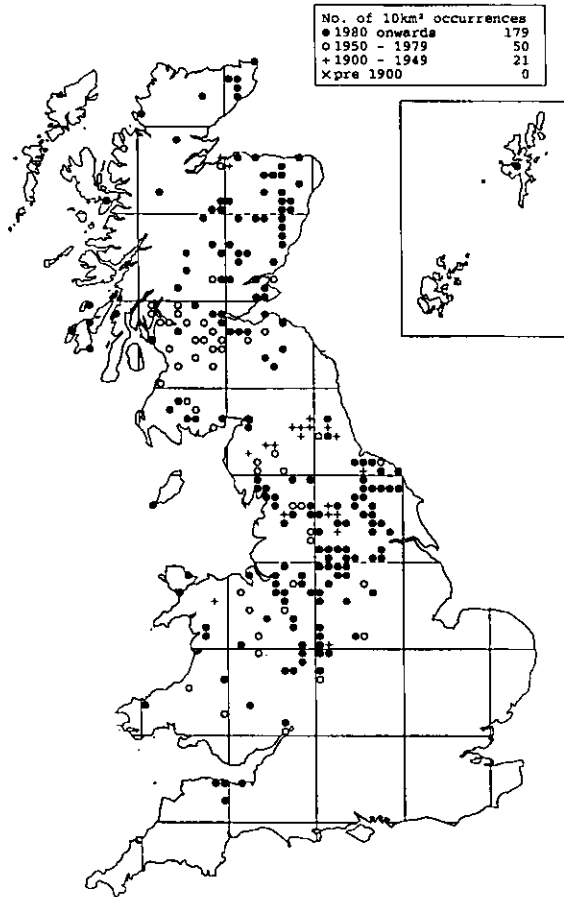 No. of 10km² occurrences
● 1980 onwards 179
○ 1950 - 1979 50
+ 1900 - 1949 21
× pre 1900 0